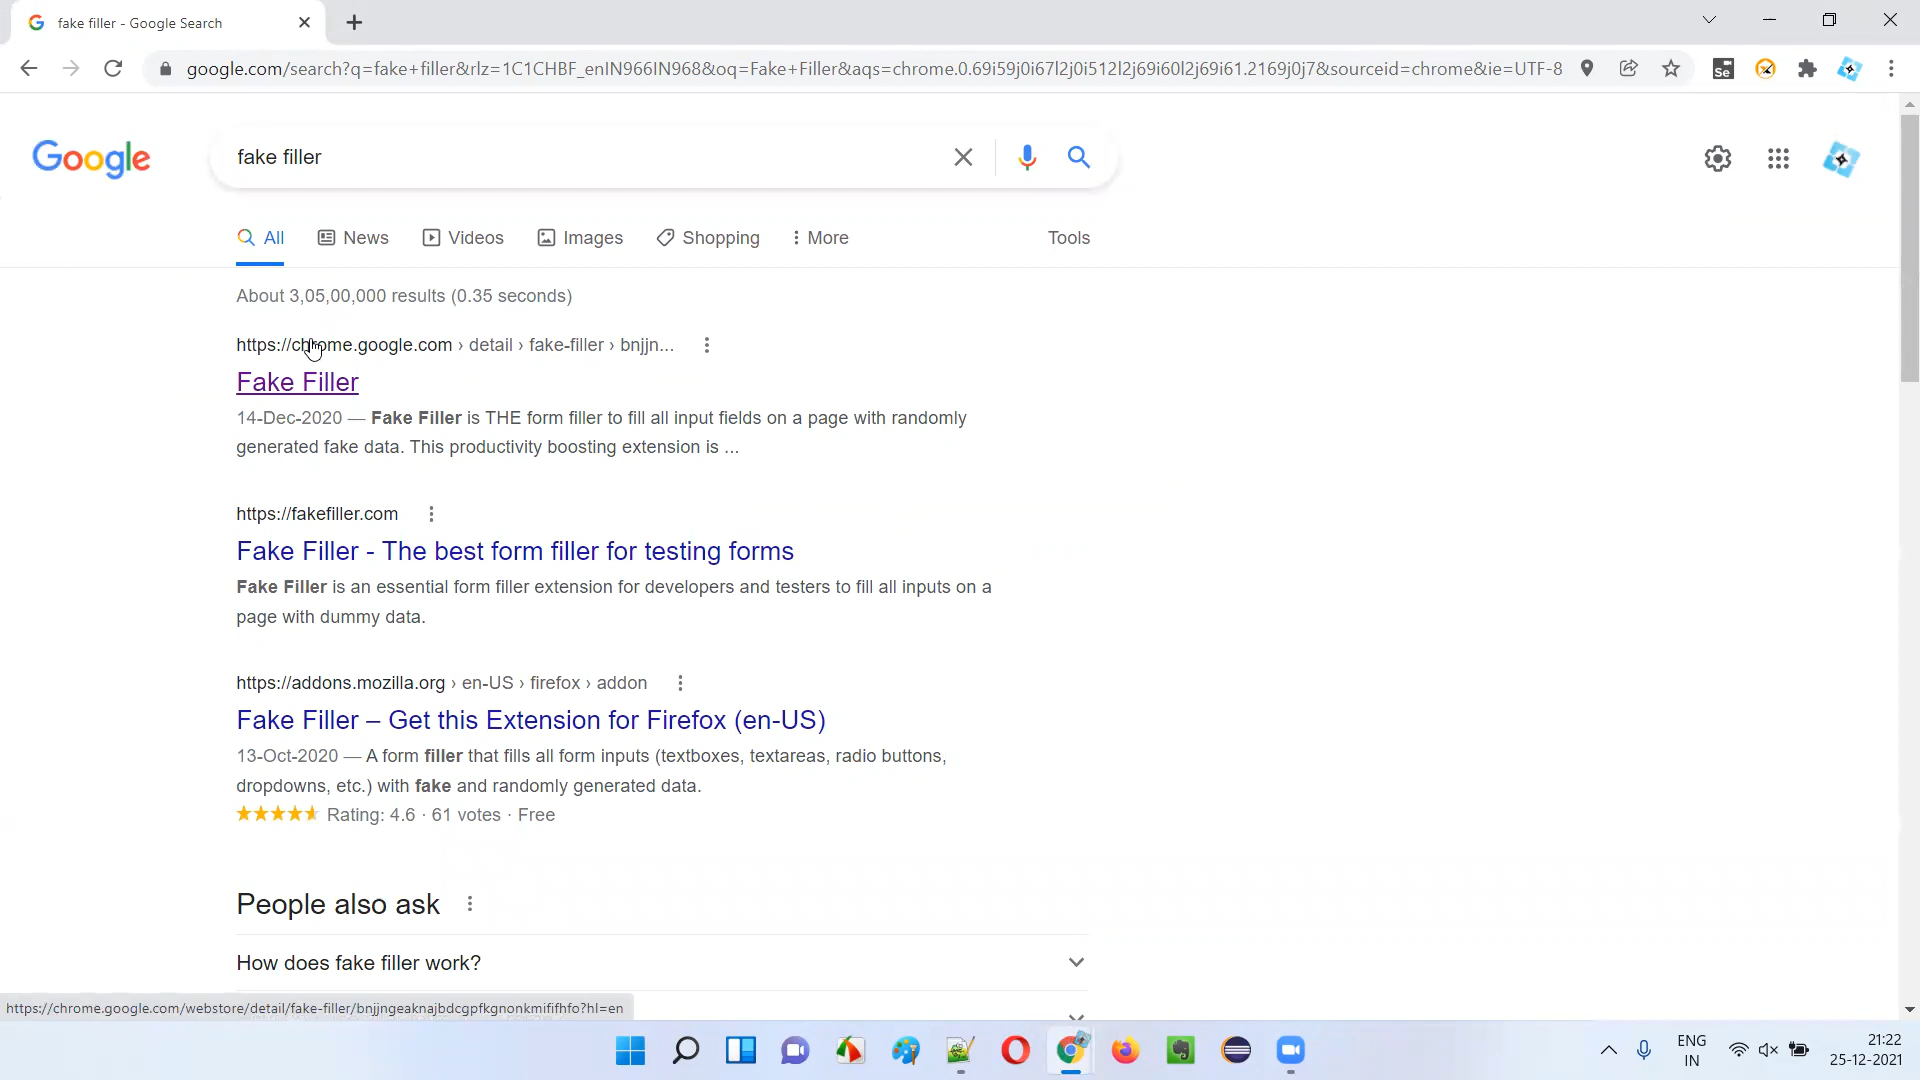 fake filler - Google Search
google.com/search?q=fake+filler&rlz=1C1CHBF_enIN966IN968&oq=Fake+Filler&aqs=chrome.0.69i59j0i67l2j0i512l2j69i60l2j69i61.2169j0j7&sourceid=chrome&ie=UTF-8
Se
Google
fake filler
All News Videos Images Shopping More Tools
About 3,05,00,000 results (0.35 seconds)
https://chrome.google.com › detail › fake-filler › bnjjn...
Fake Filler
14-Dec-2020 — Fake Filler is THE form filler to fill all input fields on a page with randomly
generated fake data. This productivity boosting extension is ...
https://fakefiller.com
Fake Filler - The best form filler for testing forms
Fake Filler is an essential form filler extension for developers and testers to fill all inputs on a
page with dummy data.
https://addons.mozilla.org › en-US › firefox › addon
Fake Filler – Get this Extension for Firefox (en-US)
13-Oct-2020 — A form filler that fills all form inputs (textboxes, textareas, radio buttons,
dropdowns, etc.) with fake and randomly generated data.
Rating: 4.6 · 61 votes · Free
People also ask
How does fake filler work?
https://chrome.google.com/webstore/detail/fake-filler/bnjjngeaknajbdcgpfkgnonkmififhfo?hl=en
ENG
IN
21:22
25-12-2021